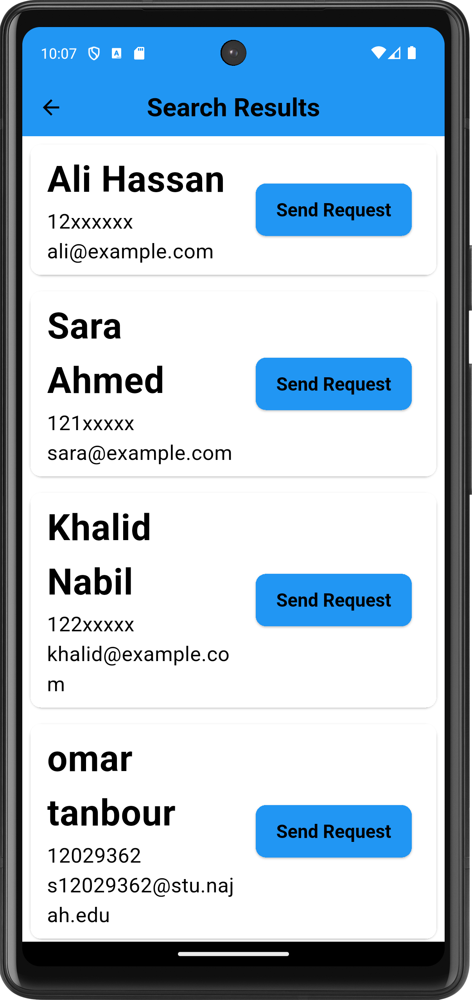 10:07
Search Results
Ali Hassan
12xxxxxx
ali@example.com
Send Request
Sara
Ahmed
121xxxxx
sara@example.com
Send Request
Khalid
Nabil
122xxxxx
khalid@example.co
m
Send Request
omar
tanbour
12029362
s12029362@stu.naj
ah.edu
Send Request